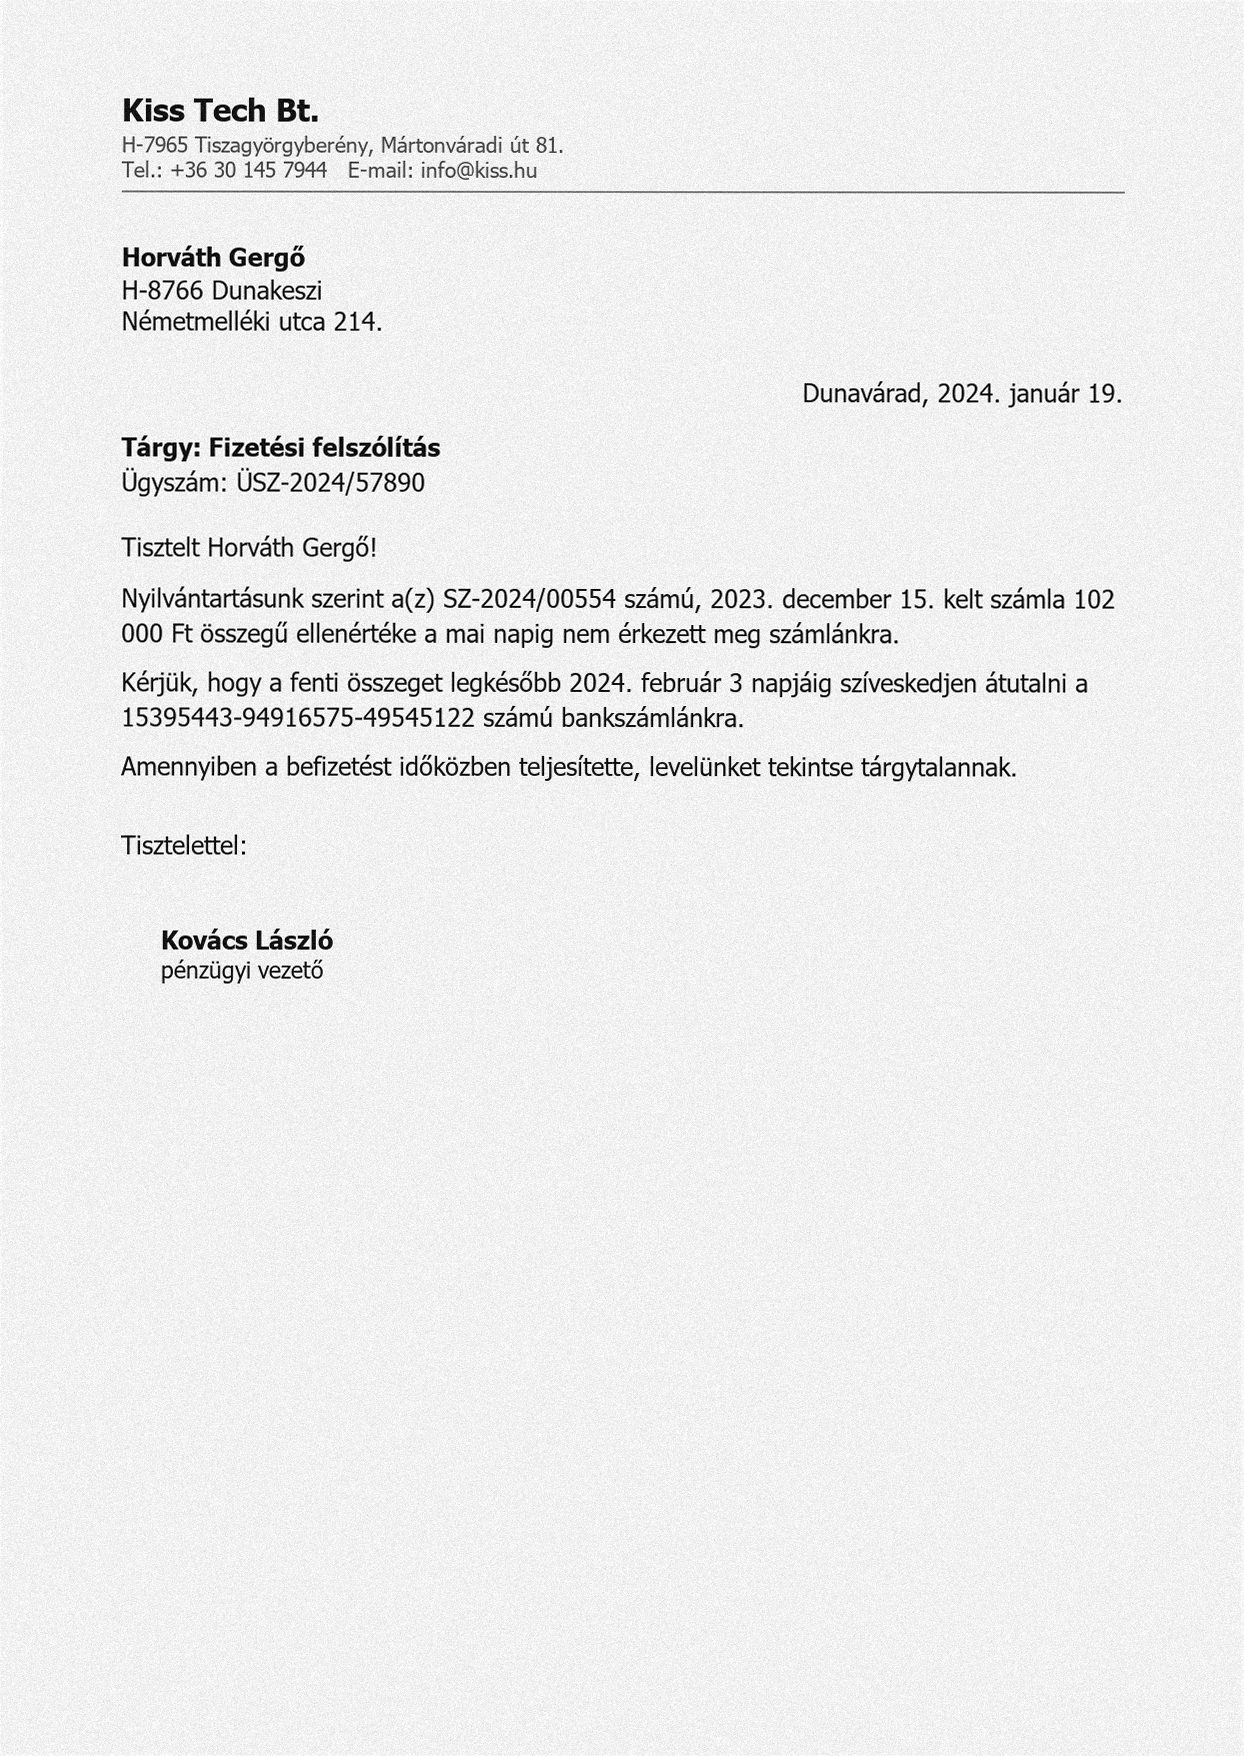 Kiss Tech Bt.
H-7965 Tiszagyörgyberény, Mártonváradi út 81.
Tel.: +36 30 145 7944 E-mail: info@kiss.hu
Horváth Gergő
H-8766 Dunakeszi
Németmelléki utca 214.
Dunavárad, 2024. január 19.
Tárgy: Fizetési felszólítás
Ügyszám: ÜSZ-2024/57890
Tisztelt Horváth Gergő!
Nyilvántartásunk szerint a(z) SZ-2024/00554 számú, 2023. december 15. kelt számla 102
000 Ft összegű ellenértéke a mai napig nem érkezett meg számlánkra.
Kérjük, hogy a fenti összeget legkésőbb 2024. február 3 napjáig szíveskedjen átutalni a
15395443-94916575-49545122 számú bankszámlánkra.
Amennyiben a befizetést időközben teljesítette, levelünket tekintse tárgytalannak.
Tisztelettel:
Kovács László
pénzügyi vezető